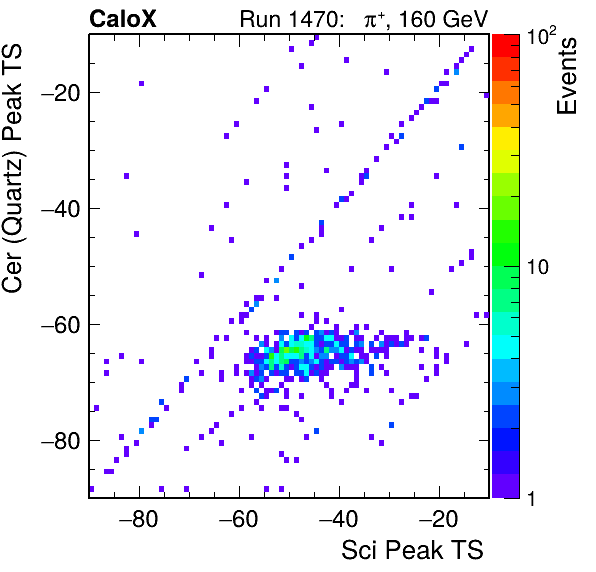 CaloX Run 1470: π⁺, 160 GeV
Cer (Quartz) Peak TS
−20
−40
−60
−80
−80 −60 −40 −20
Sci Peak TS
10²
10
1
Events